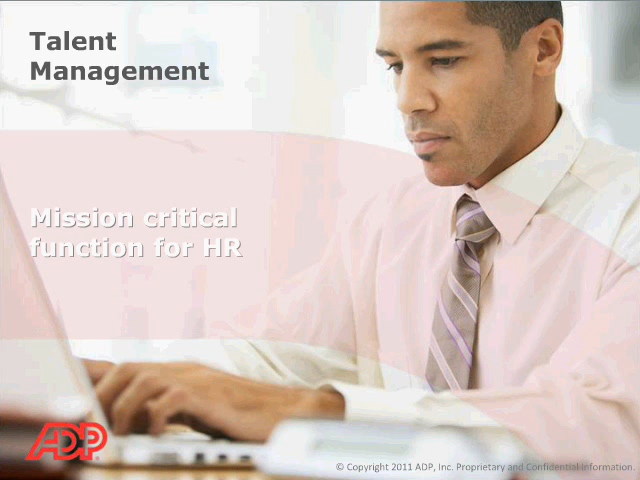 Talent
Management
Mission critical
function for HR
ADP
© Copyright 2011 ADP, Inc. Proprietary and Confidential Information.